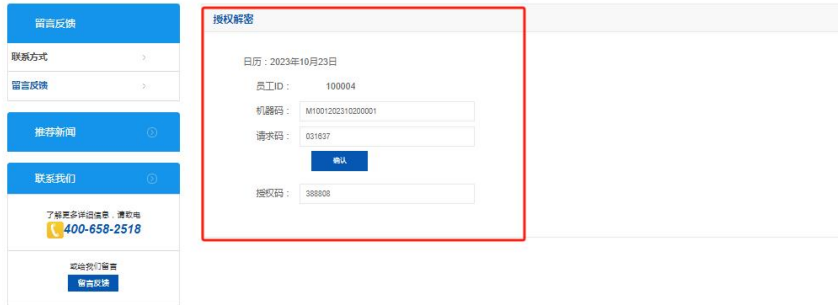 留言反馈
联系方式
留言反馈
推荐新闻
联系我们
了解更多详细信息，请致电
400-658-2518
或给我们留言
留言反馈
授权解密
日历：2023年10月23日
员工ID： 100004
机器码： M1001202310200001
请求码： 031637
确认
授权码： 388808